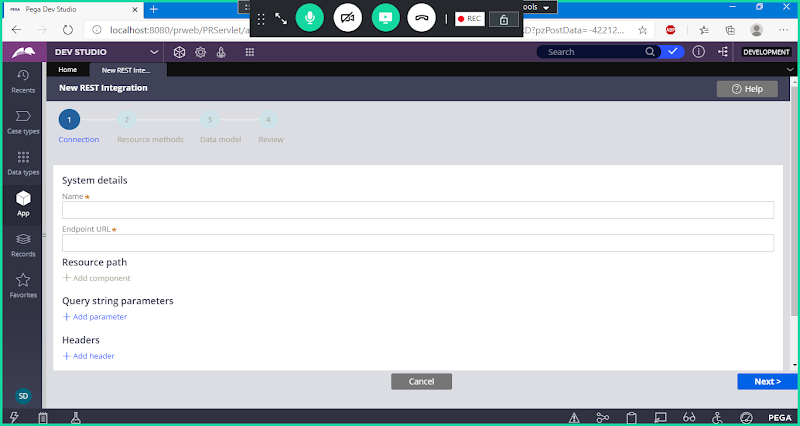 PEGA Pega Dev Studio
ools
REC
localhost:8080/prweb/PRServlet/a
D?pzPostData=-42212...
ABP
DEV STUDIO
Search
DEVELOPMENT
Home
New REST Inte...
New REST Integration
Help
Recents
Case types
Data types
App
Records
Favorites
SD
1
2
3
4
Connection
Resource methods
Data model
Review
System details
Name
Endpoint URL
Resource path
+ Add component
Query string parameters
+ Add parameter
Headers
+ Add header
Cancel
Next >
PEGA